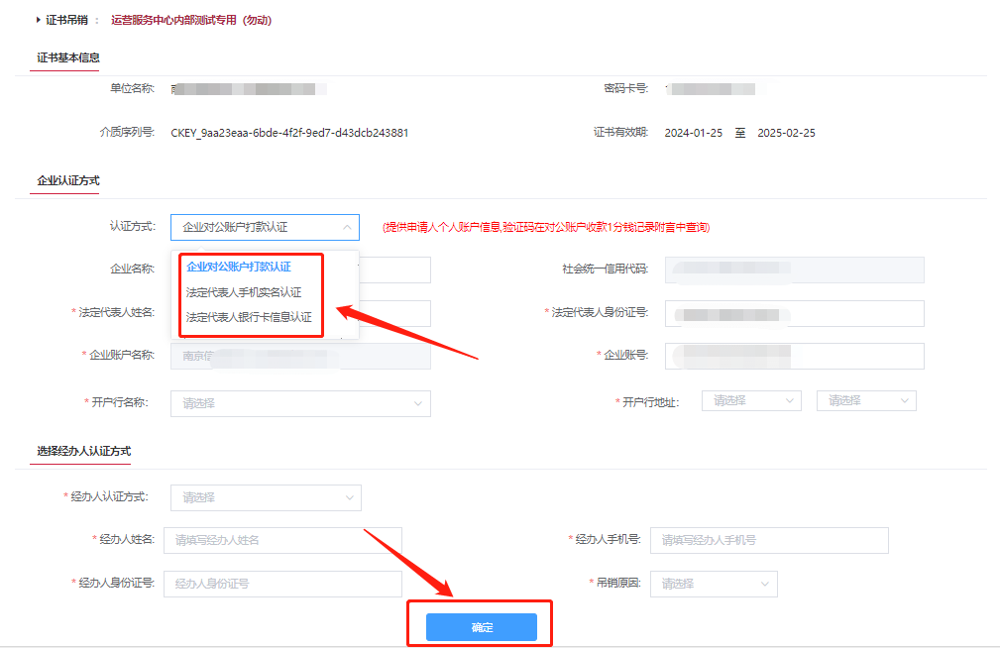 证书吊销 : 运营服务中心内部测试专用 (勿动)
证书基本信息
单位名称: 密码卡号:
介质序列号: CKEY_9aa23eaa-6bde-4f2f-9ed7-d43dcb243881 证书有效期: 2024-01-25 至 2025-02-25
企业认证方式
认证方式: 企业对公账户打款认证 (提供申请人个人账户信息,验证码在对公账户收款1分钱记录附言中查询)
企业对公账户打款认证
企业名称: 社会统一信用代码:
法定代表人手机实名认证
* 法定代表人姓名: * 法定代表人身份证号:
法定代表人银行卡信息认证
* 企业账户名称: 南京信 * 企业账号:
* 开户行名称: 请选择 * 开户行地址: 请选择 请选择
选择经办人认证方式
* 经办人认证方式: 请选择
* 经办人姓名: 请填写经办人姓名 * 经办人手机号: 请填写经办人手机号
* 经办人身份证号: 经办人身份证号 * 吊销原因: 请选择
确定